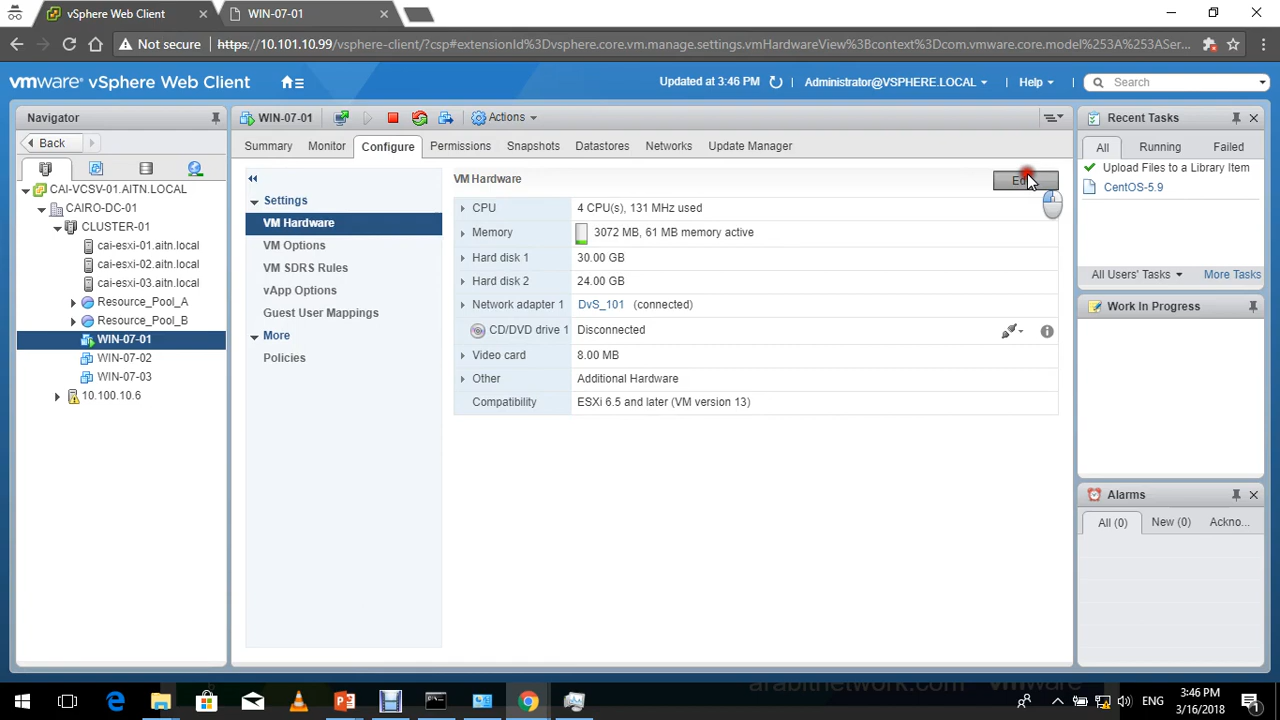 vSphere Web Client
WIN-07-01
Not secure
https://10.101.10.99/vsphere-client/?csp#extensionId%3Dvsphere.core.vm.manage.settings.vmHardwareView%3Bcontext%3Dcom.vmware.core.model%253A%253ASer...
vmware vSphere Web Client
Updated at 3:46 PM
Administrator@VSPHERE.LOCAL
Help
Search
Navigator
Back
CAI-VCSV-01.AITN.LOCAL
CAIRO-DC-01
CLUSTER-01
cai-esxi-01.aitn.local
cai-esxi-02.aitn.local
cai-esxi-03.aitn.local
Resource_Pool_A
Resource_Pool_B
WIN-07-01
WIN-07-02
WIN-07-03
10.100.10.6
WIN-07-01
Actions
Summary
Monitor
Configure
Permissions
Snapshots
Datastores
Networks
Update Manager
Settings
VM Hardware
VM Options
VM SDRS Rules
vApp Options
Guest User Mappings
More
Policies
VM Hardware
CPU 4 CPU(s), 131 MHz used
Memory 3072 MB, 61 MB memory active
Hard disk 1 30.00 GB
Hard disk 2 24.00 GB
Network adapter 1 DvS_101 (connected)
CD/DVD drive 1 Disconnected
Video card 8.00 MB
Other Additional Hardware
Compatibility ESXi 6.5 and later (VM version 13)
Recent Tasks
All
Running
Failed
Upload Files to a Library Item
CentOS-5.9
All Users' Tasks
More Tasks
Work In Progress
Alarms
All (0)
New (0)
Ackno...
arabitnetwork.com vmware
ENG
3:46 PM
3/16/2018
1